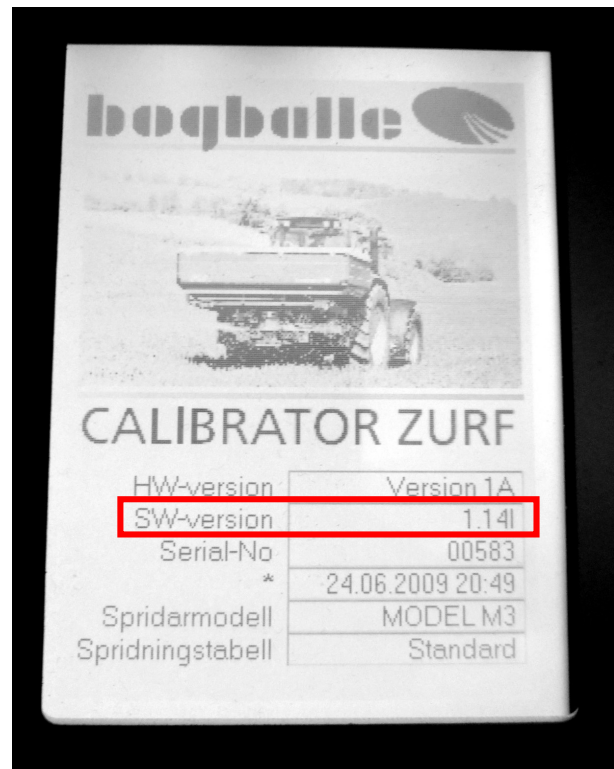 bogballe
CALIBRATOR ZURF
HW-version Version 1A
SW-version 1.14l
Serial-No 00583
* 24.06.2009 20:49
Spridarmodell MODEL M3
Spridningstabell Standard